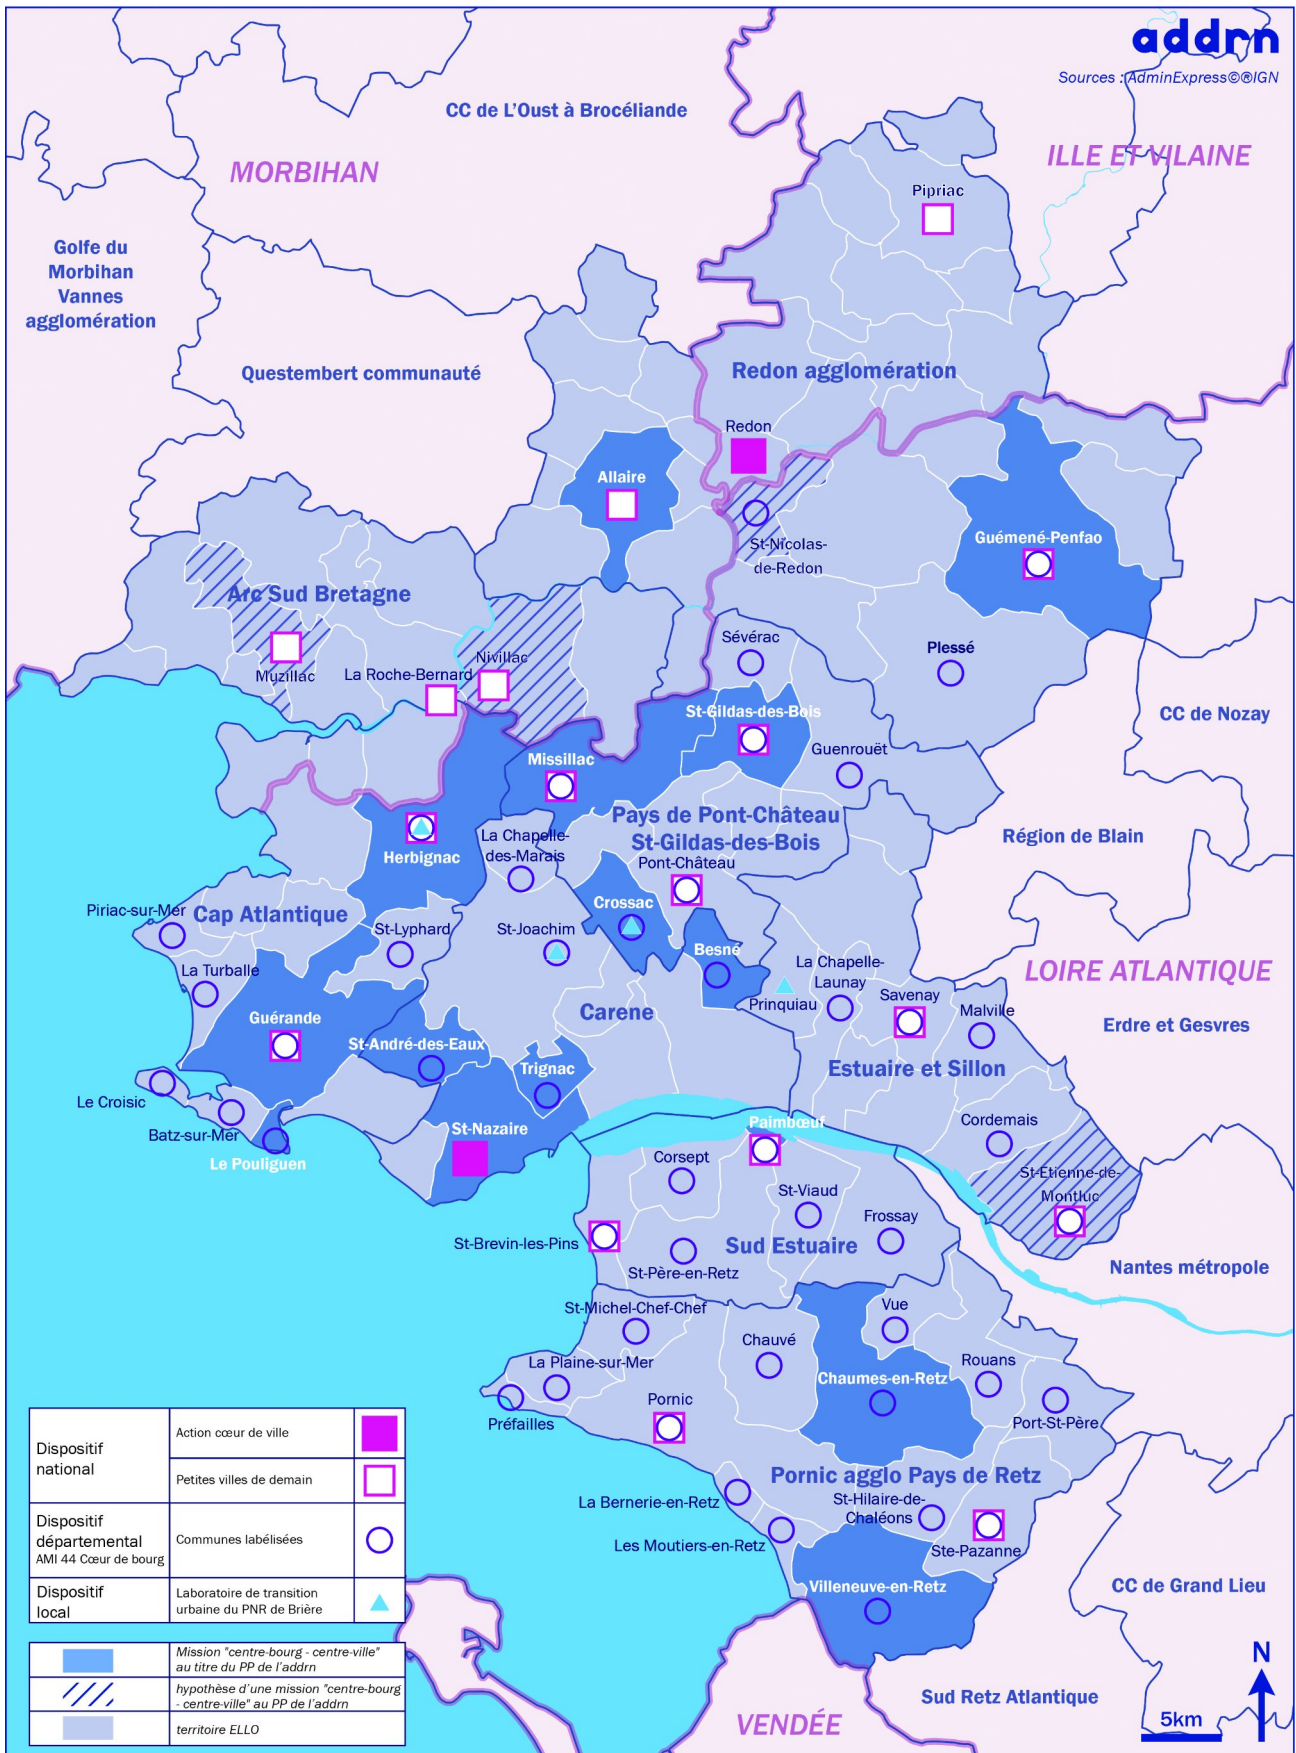 addrn
Sources : AdminExpress©®IGN
CC de L'Oust à Brocéliande
MORBIHAN
ILLE ET VILAINE
Pipriac
Golfe du
Morbihan
Vannes
agglomération
Questembert communauté
Redon agglomération
Redon
Allaire
St-Nicolas-
de-Redon
Guémené-Penfao
Arc Sud Bretagne
Sévérac
Plessé
Muzillac
La Roche-Bernard
Nivillac
St-Gildas-des-Bois
CC de Nozay
Guenrouët
Missillac
Pays de Pont-Château
St-Gildas-des-Bois
Région de Blain
Herbignac
La Chapelle-
des-Marais
Pont-Château
Piriac-sur-Mer
Cap Atlantique
St-Lyphard
St-Joachim
Crossac
Besné
La Turballe
La Chapelle-
Launay
Prinquiau
Savenay
Malville
LOIRE ATLANTIQUE
Carene
Erdre et Gesvres
Guérande
St-André-des-Eaux
Trignac
Estuaire et Sillon
Le Croisic
Batz-sur-Mer
Le Pouliguen
St-Nazaire
Paimbœuf
Cordemais
Corsept
St-Etienne-de-
Montluc
St-Viaud
Frossay
St-Brevin-les-Pins
Sud Estuaire
St-Père-en-Retz
Nantes métropole
St-Michel-Chef-Chef
Vue
Chauvé
La Plaine-sur-Mer
Rouans
Chaumes-en-Retz
Pornic
Préfailles
Port-St-Père
Pornic agglo Pays de Retz
La Bernerie-en-Retz
St-Hilaire-de-
Chaléons
Les Moutiers-en-Retz
Ste-Pazanne
Villeneuve-en-Retz
CC de Grand Lieu
Sud Retz Atlantique
VENDÉE
N
5km
Dispositif
national
Action cœur de ville
Petites villes de demain
Dispositif
départemental
AMI 44 Cœur de bourg
Communes labélisées
Dispositif
local
Laboratoire de transition
urbaine du PNR de Brière
Mission "centre-bourg - centre-ville"
au titre du PP de l'addrn
hypothèse d'une mission "centre-bourg
- centre-ville" au PP de l'addrn
territoire ELLO